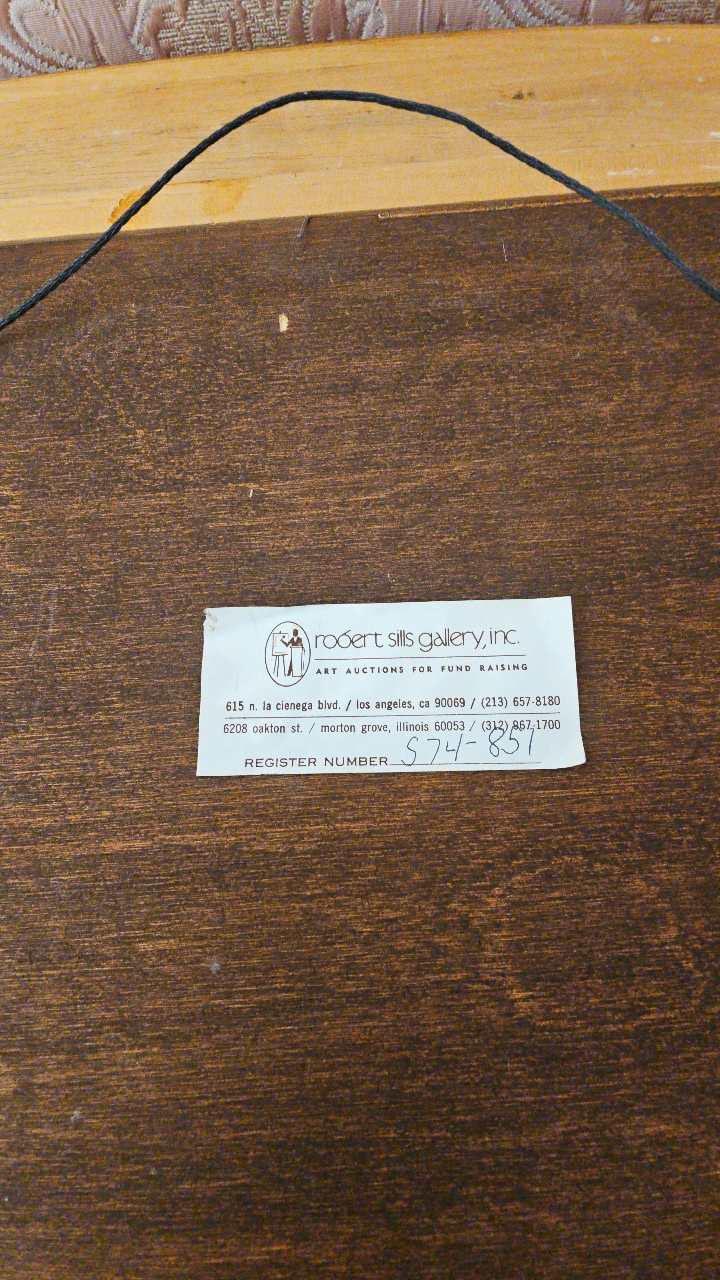 robert sills gallery, inc.
ART AUCTIONS FOR FUND RAISING
615 n. la cienega blvd. / los angeles, ca 90069 / (213) 657-8180
6208 oakton st. / morton grove, illinois 60053 / (312) 967-1700
REGISTER NUMBER S74-851